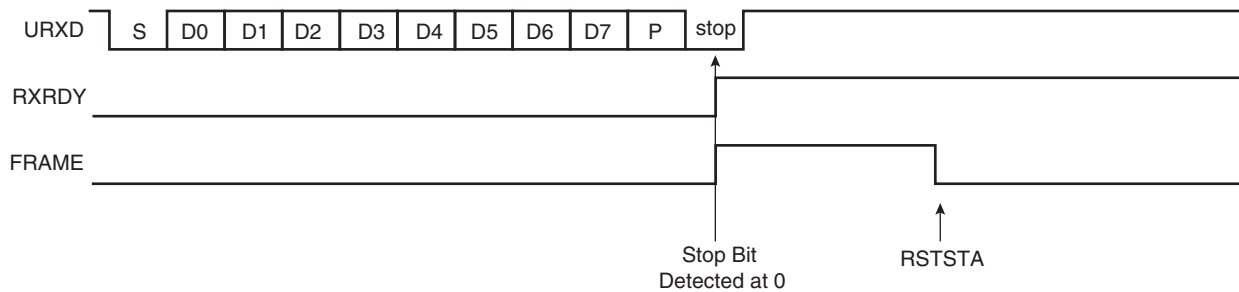 URXD S D0 D1 D2 D3 D4 D5 D6 D7 P stop
RXRDY
FRAME
Stop Bit
Detected at 0
RSTSTA